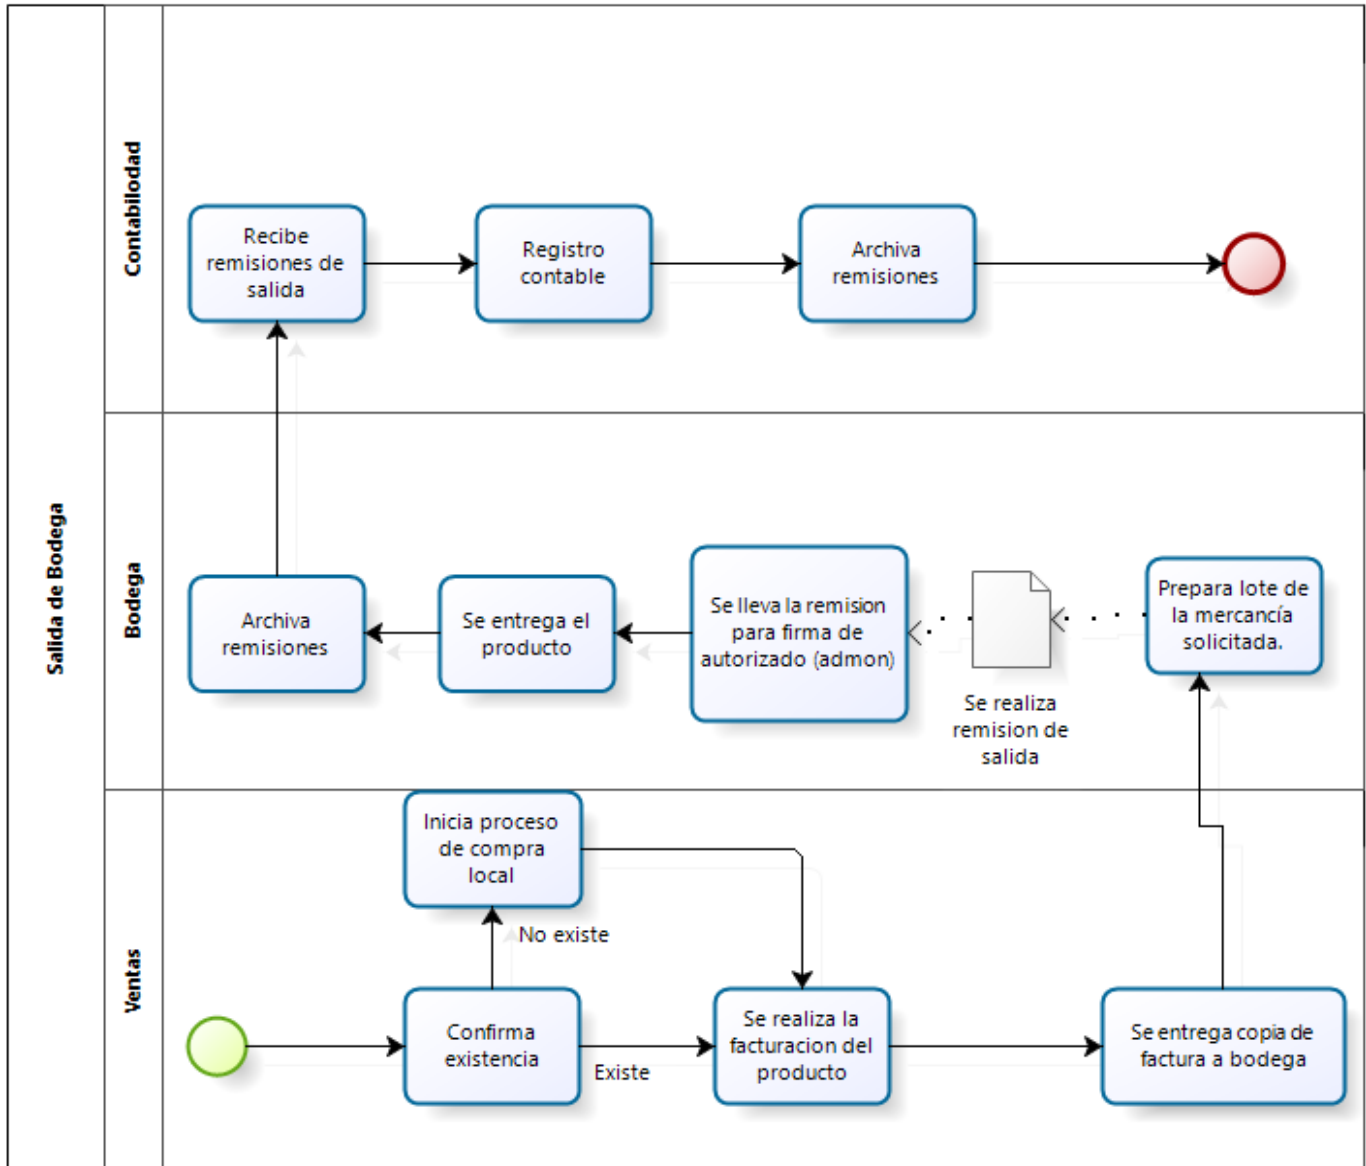 Salida de Bodega
Contabilodad
Recibe
remisiones de
salida
Registro
contable
Archiva
remisiones
Bodega
Archiva
remisiones
Se entrega el
producto
Se lleva la remision
para firma de
autorizado (admon)
Se realiza
remision de
salida
Prepara lote de
la mercancía
solicitada.
Ventas
Inicia proceso
de compra
local
No existe
Confirma
existencia
Existe
Se realiza la
facturacion del
producto
Se entrega copia de
factura a bodega